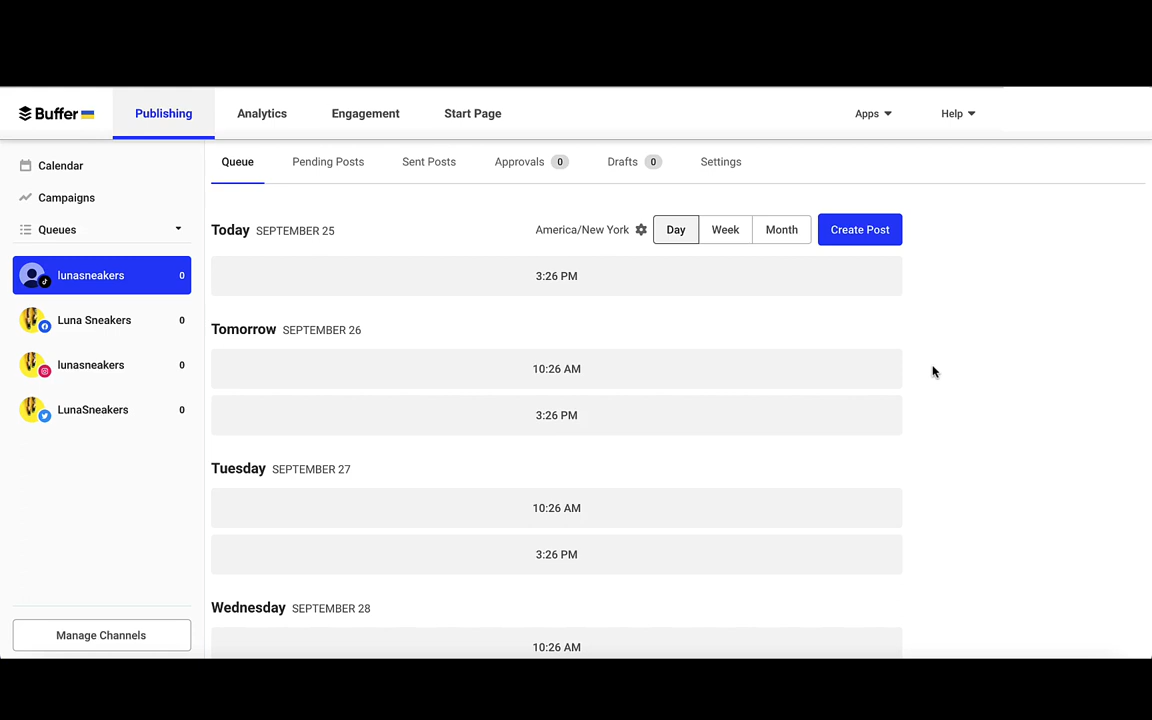 Buffer Publishing Analytics Engagement Start Page Apps Help
Calendar
Campaigns
Queues
lunasneakers 0
Luna Sneakers 0
lunasneakers 0
LunaSneakers 0
Manage Channels
Queue Pending Posts Sent Posts Approvals 0 Drafts 0 Settings
Today SEPTEMBER 25 America/New York Day Week Month Create Post
3:26 PM
Tomorrow SEPTEMBER 26
10:26 AM
3:26 PM
Tuesday SEPTEMBER 27
10:26 AM
3:26 PM
Wednesday SEPTEMBER 28
10:26 AM